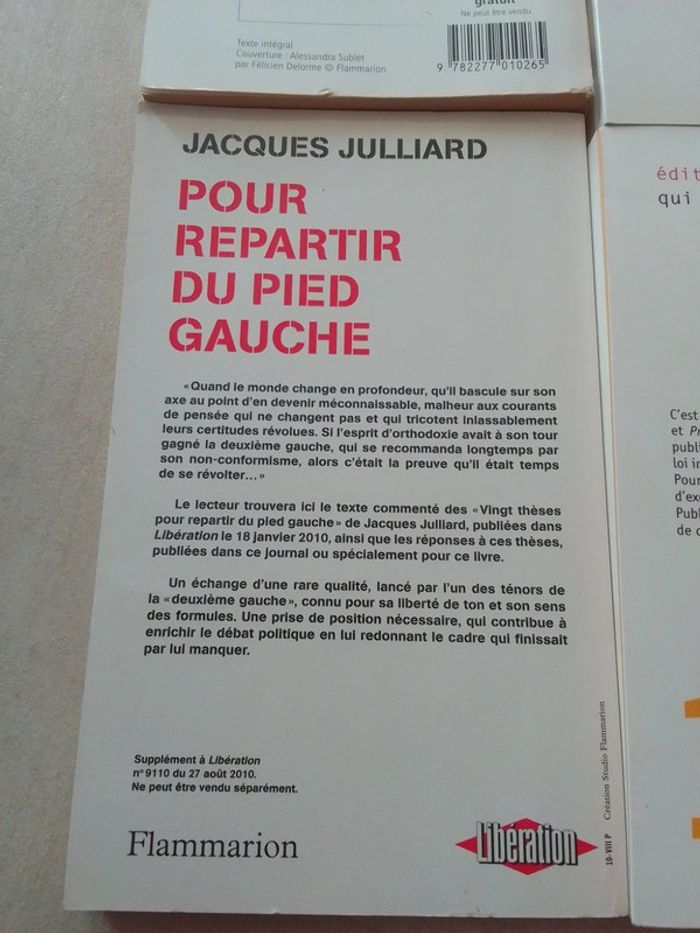 gratuit
Ne peut être vendu
Texte intégral
Couverture : Alessandra Sublet
par Félicien Delorme © Flammarion
9 782277 010265
JACQUES JULLIARD
POUR
REPARTIR
DU PIED
GAUCHE
«Quand le monde change en profondeur, qu'il bascule sur son
axe au point d'en devenir méconnaissable, malheur aux courants
de pensée qui ne changent pas et qui tricotent inlassablement
leurs certitudes révolues. Si l'esprit d'orthodoxie avait à son tour
gagné la deuxième gauche, qui se recommanda longtemps par
son non-conformisme, alors c'était la preuve qu'il était temps
de se révolter…»
Le lecteur trouvera ici le texte commenté des «Vingt thèses
pour repartir du pied gauche» de Jacques Julliard, publiées dans
Libération le 18 janvier 2010, ainsi que les réponses à ces thèses,
publiées dans ce journal ou spécialement pour ce livre.
Un échange d'une rare qualité, lancé par l'un des ténors de
la «deuxième gauche», connu pour sa liberté de ton et son sens
des formules. Une prise de position nécessaire, qui contribue à
enrichir le débat politique en lui redonnant le cadre qui finissait
par lui manquer.
Supplément à Libération
n°9110 du 27 août 2010.
Ne peut être vendu séparément.
Flammarion
Libération
10-VIII P Création Studio Flammarion
édit
qui
C'est
et Pr
publi
loi in
Pour
d'exe
Publ
de c